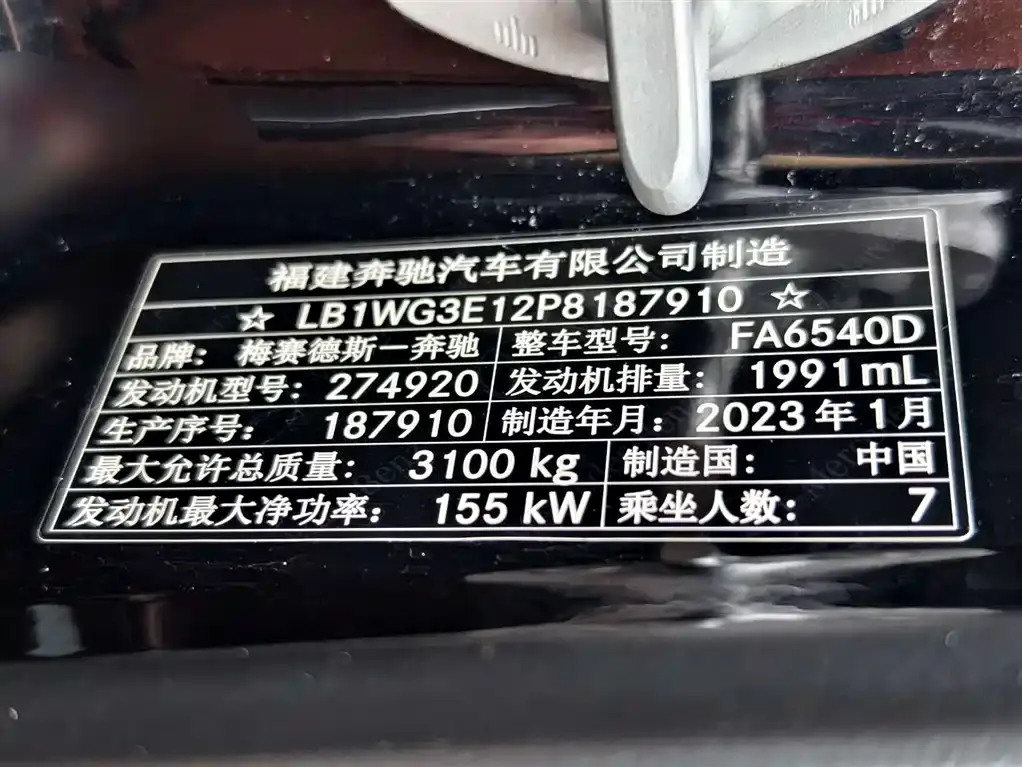 福建奔驰汽车有限公司制造
☆ LB1WG3E12P8187910 ☆
品牌: 梅赛德斯－奔驰 整车型号: FA6540D
发动机型号: 274920 发动机排量: 1991mL
生产序号: 187910 制造年月: 2023年1月
最大允许总质量: 3100 kg 制造国: 中国
发动机最大净功率: 155 kW 乘坐人数: 7